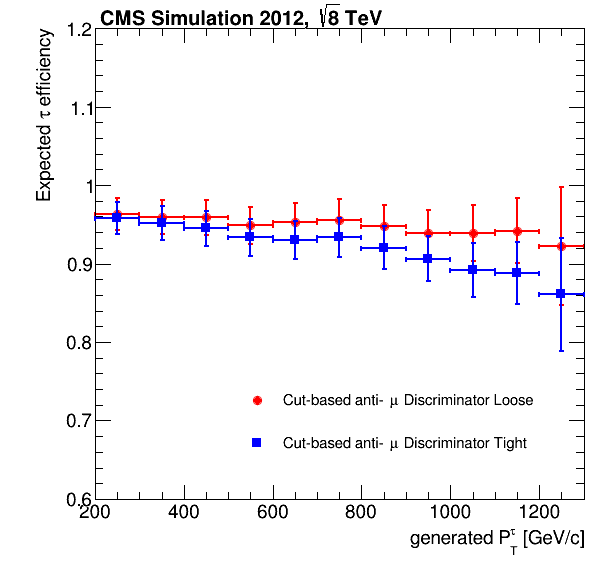 CMS Simulation 2012, √8 TeV
Expected τ efficiency
1.2
1.1
1
0.9
0.8
0.7
0.6
Cut-based anti- μ Discriminator Loose
Cut-based anti- μ Discriminator Tight
200 400 600 800 1000 1200
generated P_T^τ [GeV/c]